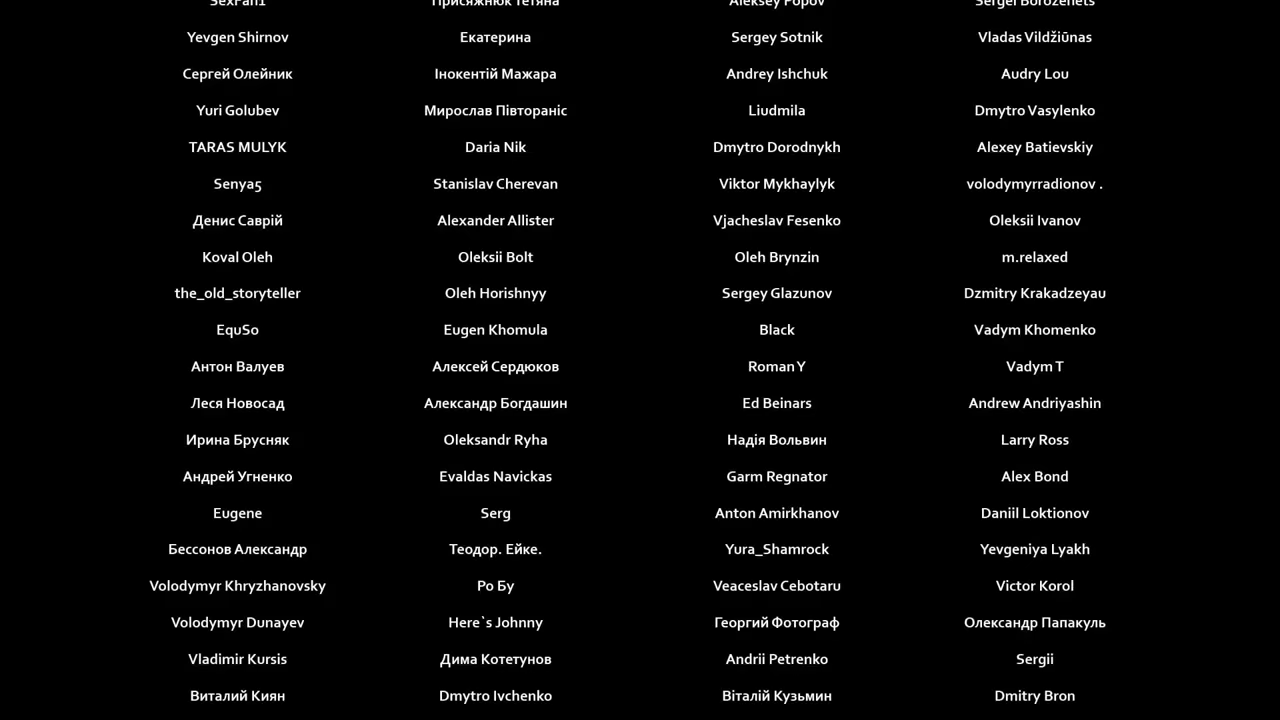 SexFan1 Присяжнюк Тетяна Aleksey Popov Sergei Borozenets
Yevgen Shirnov Екатерина Sergey Sotnik Vladas Vildžiūnas
Сергей Олейник Інокентій Мажара Andrey Ishchuk Audry Lou
Yuri Golubev Мирослав Півтораніс Liudmila Dmytro Vasylenko
TARAS MULYK Daria Nik Dmytro Dorodnykh Alexey Batievskiy
Senya5 Stanislav Cherevan Viktor Mykhaylyk volodymyrradionov .
Денис Саврій Alexander Allister Vjacheslav Fesenko Oleksii Ivanov
Koval Oleh Oleksii Bolt Oleh Brynzin m.relaxed
the_old_storyteller Oleh Horishnyy Sergey Glazunov Dzmitry Krakadzeyau
EquSo Eugen Khomula Black Vadym Khomenko
Антон Валуев Алексей Сердюков Roman Y Vadym T
Леся Новосад Александр Богдашин Ed Beinars Andrew Andriyashin
Ирина Брусняк Oleksandr Ryha Надія Вольвин Larry Ross
Андрей Угненко Evaldas Navickas Garm Regnator Alex Bond
Eugene Serg Anton Amirkhanov Daniil Loktionov
Бессонов Александр Теодор. Ейке. Yura_Shamrock Yevgeniya Lyakh
Volodymyr Khryzhanovsky Ро Бу Veaceslav Cebotaru Victor Korol
Volodymyr Dunayev Here`s Johnny Георгий Фотограф Олександр Папакуль
Vladimir Kursis Дима Котетунов Andrii Petrenko Sergii
Виталий Киян Dmytro Ivchenko Віталій Кузьмин Dmitry Bron